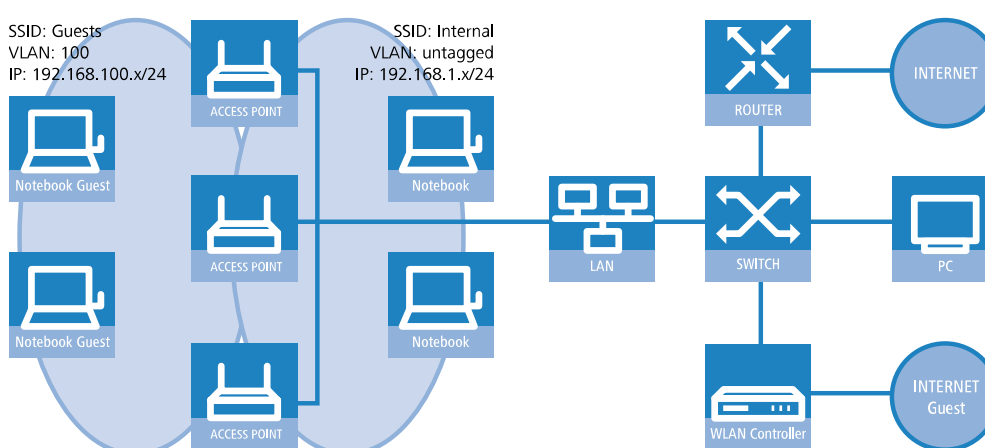 SSID: Guests
VLAN: 100
IP: 192.168.100.x/24
SSID: Internal
VLAN: untagged
IP: 192.168.1.x/24
ACCESS POINT
ROUTER
INTERNET
Notebook Guest
Notebook
ACCESS POINT
LAN
SWITCH
PC
Notebook Guest
Notebook
ACCESS POINT
WLAN Controller
INTERNET
Guest